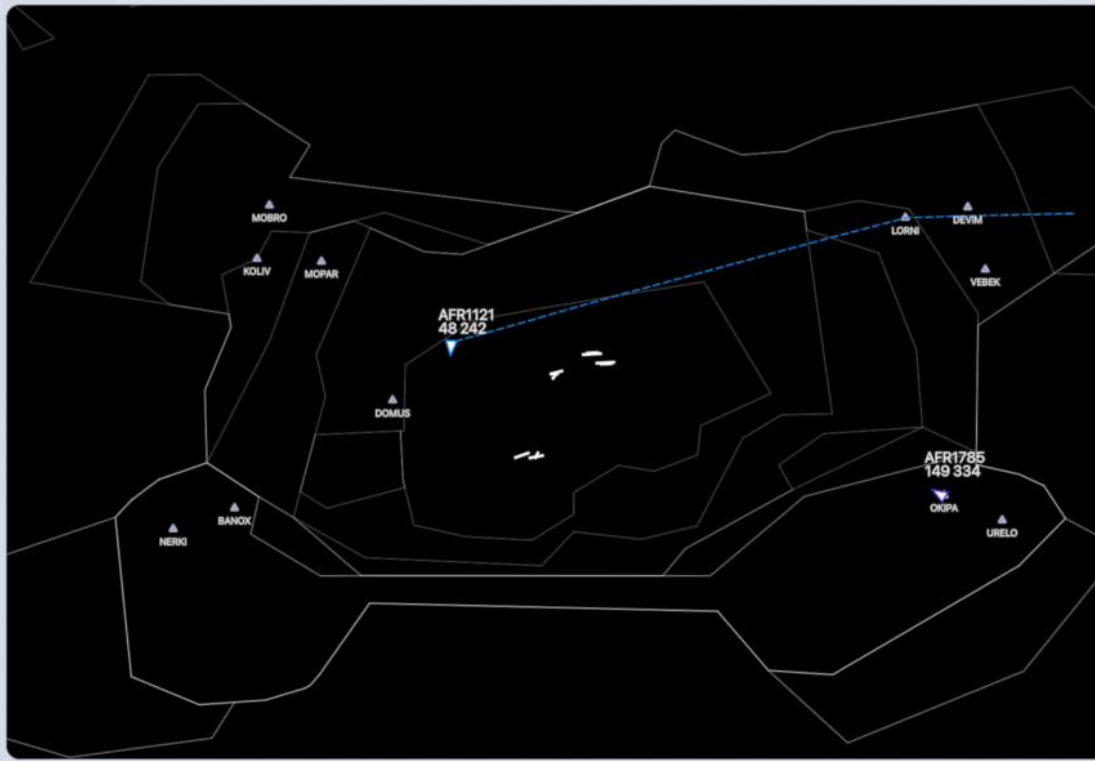 MOBRO
DEVIM
LORNI
KOLIV
MOPAR
VEBEK
AFR1121
48 242
DOMUS
AFR1785
149 334
OKIPA
BANOX
URELO
NERKI